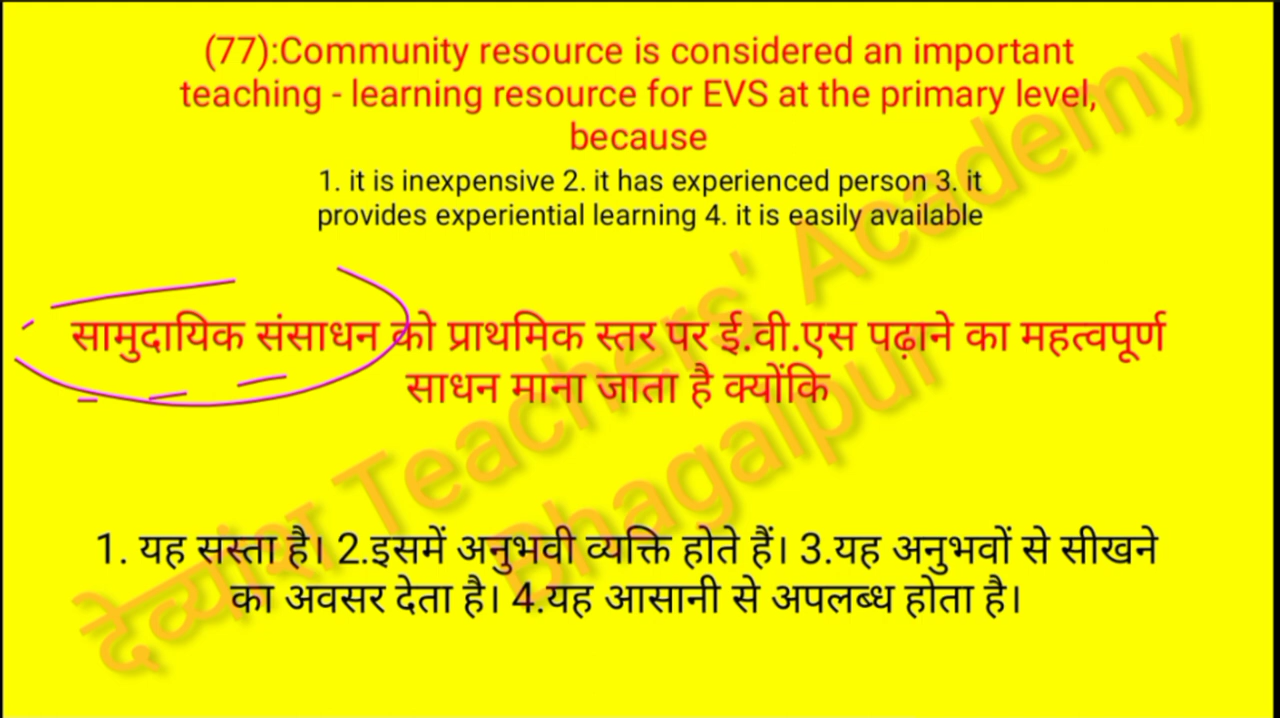 (77):Community resource is considered an important
teaching - learning resource for EVS at the primary level,
because
1. it is inexpensive 2. it has experienced person 3. it
provides experiential learning 4. it is easily available
सामुदायिक संसाधन को प्राथमिक स्तर पर ई.वी.एस पढ़ाने का महत्वपूर्ण
साधन माना जाता है क्योंकि
1. यह सस्ता है। 2.इसमें अनुभवी व्यक्ति होते हैं। 3.यह अनुभवों से सीखने
का अवसर देता है। 4.यह आसानी से अपलब्ध होता है।
देव्यांश Teachers' Academy
Bhagalpur